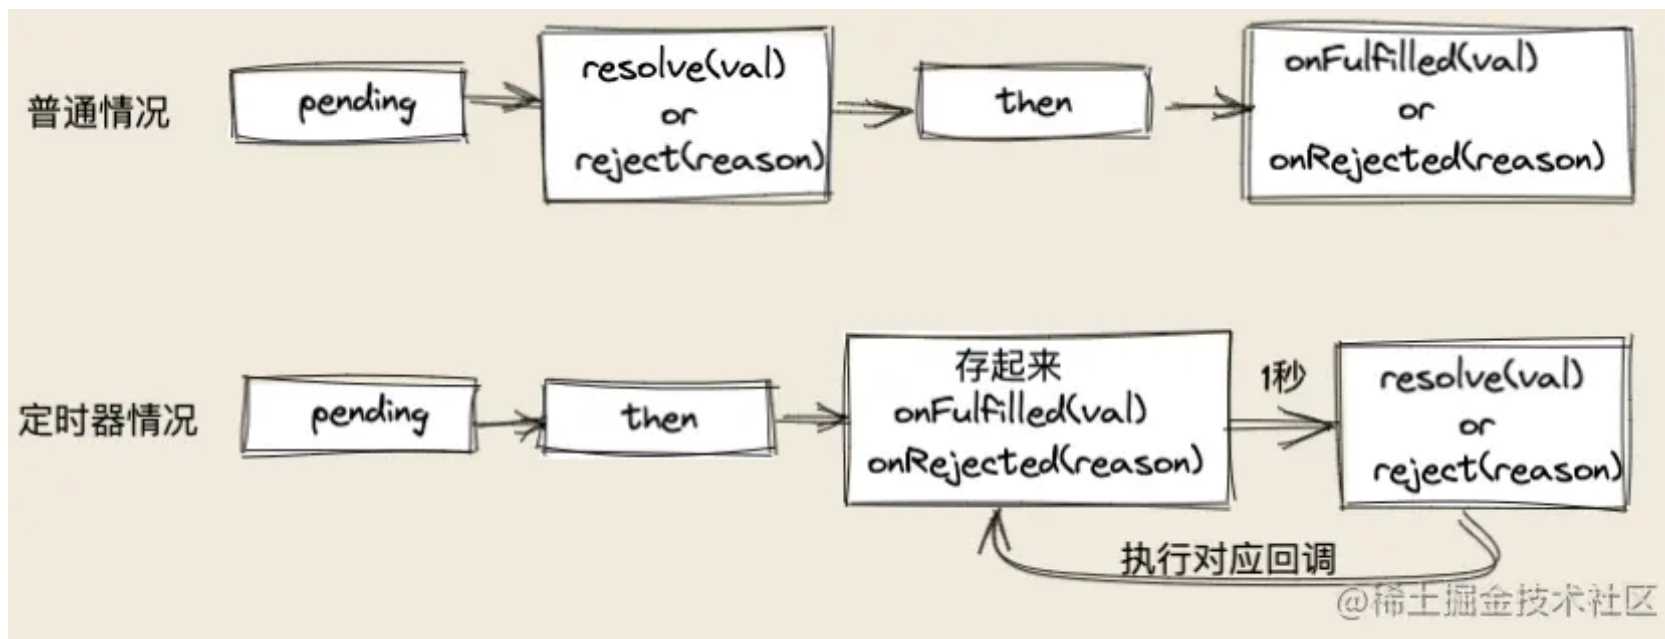 普通情况
pending
resolve(val)
or
reject(reason)
then
onFulfilled(val)
or
onRejected(reason)
定时器情况
pending
then
存起来
onFulfilled(val)
onRejected(reason)
1秒
resolve(val)
or
reject(reason)
执行对应回调
@稀土掘金技术社区